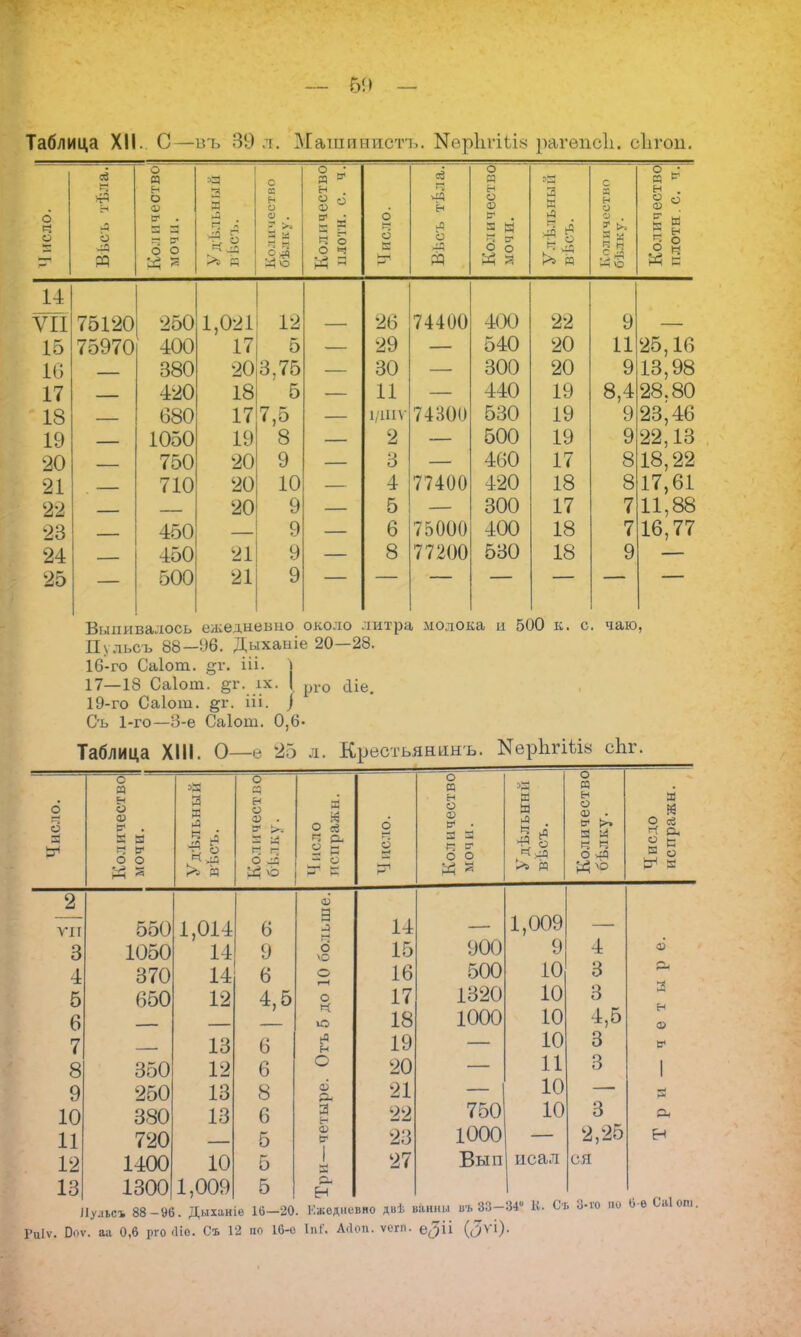 — 59 —
Таблица XII. С—въ 39 л. Машинистъ. Nephritis parench. chron.
Число. | Вѣсъ тѣла. | Количество мочи. | Удѣльный вѣсъ. | Количество бѣлку. | Количество плотн. с. ч. | Число. | Вѣсъ тѣла. | Количество мочи. | Удѣльный вѣсъ. | Количество бѣлку. | Количество плотн. с. ч.
14
VII 75120 250 1,021 12 — 26 74400 400 22 9 —
15 75970 400 17 5 — 29 — 540 20 11 25,16
16 — 380 20 3,75 — 30 — 300 20 9 13,98
17 — 420 18 5 — 11 — 440 19 8,4 28,80
18 — 680 17 7,5 — 1/IIIV 74300 530 19 9 23,46
19 — 1050 19 8 — 2 — 500 19 9 22,13
20 — 750 20 9 — 3 — 460 17 8 18,22
21 — 710 20 10 — 4 77400 420 18 8 17,61
22 — — 20 9 — 5 — 300 17 7 11,88
23 — 450 — 9 — 6 75000 400 18 7 16,77
24 — 450 21 9 — 8 77200 530 18 9 —
25 — 500 21 9 — — — — — — —
Выпивалось ежедневно около литра молока и 500 к. с. чаю,
Пульсъ 88—96. Дыханіе 20—28.
16-го Calom. gr. iii.
17—18 Calom. gr. ix. } pro die.
19-го Calom. gr. iii.
Съ 1-го—3-е Calom. 0,6.
Таблица XIII. О—е 25 л. Крестьянинъ. Nephritis chr.
Число. | Количество мочи. | Удѣльный вѣсъ. | Количество бѣлку. | Число испражн. | Число. | Количество мочи. | Удѣльний вѣсъ. | Количество бѣлку. | Число испражн.
2
VII 550 1,014 6 14 — 1,009 —
3 1050 14 9 15 900 9 4
4 370 14 6 16 500 10 3
5 650 12 4,5 17 1320 10 3
6 — — — 18 1000 10 4,5
7 — 13 6 19 — 10 3
8 350 12 6 20 — 11 3
9 250 13 8 21 — 10 —
10 380 13 6 22 750 10 3
11 720 — 5 23 1000 — 2,25
12 1400 10 5 27 Вып исал ся
13 1300 1,009 5
Три—четыре. Отъ 5 до 10 больше.
Три—четыре.
Пульсъ 88—96. Дыханіе 16—20. Ежедневно двѣ ванны въ 33—34° R. Съ 3-го по 6-е Calom.
Pulv. Dov. aa 0,6 pro die. Съ 12 по 16-е Inf. Adon. vern. eʒii (ʒvi).